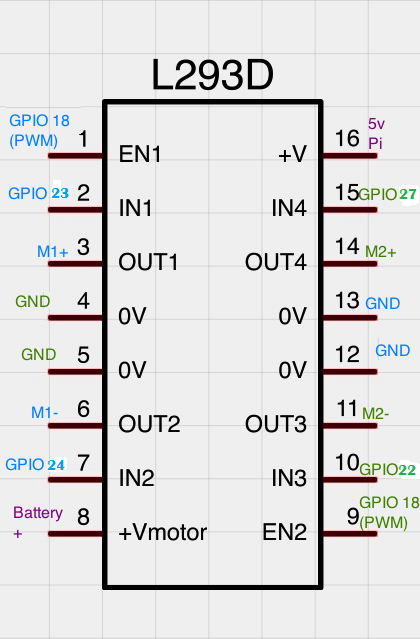 L293D
GPIO 18
(PWM)
1
EN1
+V
16
5v
Pi
GPIO 23
2
IN1
IN4
15
GPIO 27
M1+
3
OUT1
OUT4
14
M2+
GND
4
0V
0V
13
GND
GND
5
0V
0V
12
GND
M1-
6
OUT2
OUT3
11
M2-
GPIO 24
7
IN2
IN3
10
GPIO 22
Battery
+
8
+Vmotor
EN2
9
GPIO 18
(PWM)